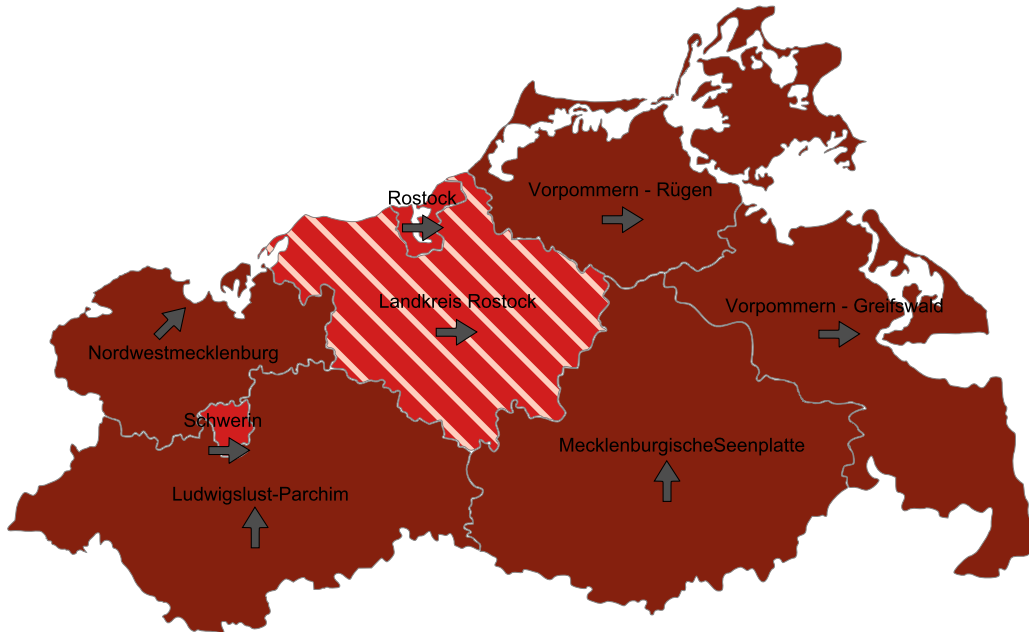 Vorpommern - Rügen
Rostock
Landkreis Rostock
Vorpommern - Greifswald
Nordwestmecklenburg
Schwerin
MecklenburgischeSeenplatte
Ludwigslust-Parchim